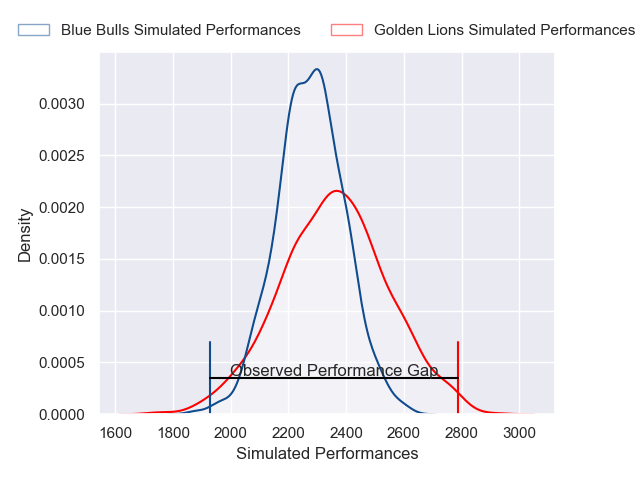 Blue Bulls Simulated Performances
Golden Lions Simulated Performances
0.0030
0.0025
0.0020
0.0015
0.0010
0.0005
0.0000
Density
Observed Performance Gap
1600 1800 2000 2200 2400 2600 2800 3000
Simulated Performances